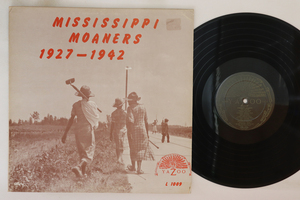 MISSISSIPPI
MOANERS
1927—1942
YAZOO
L 1009